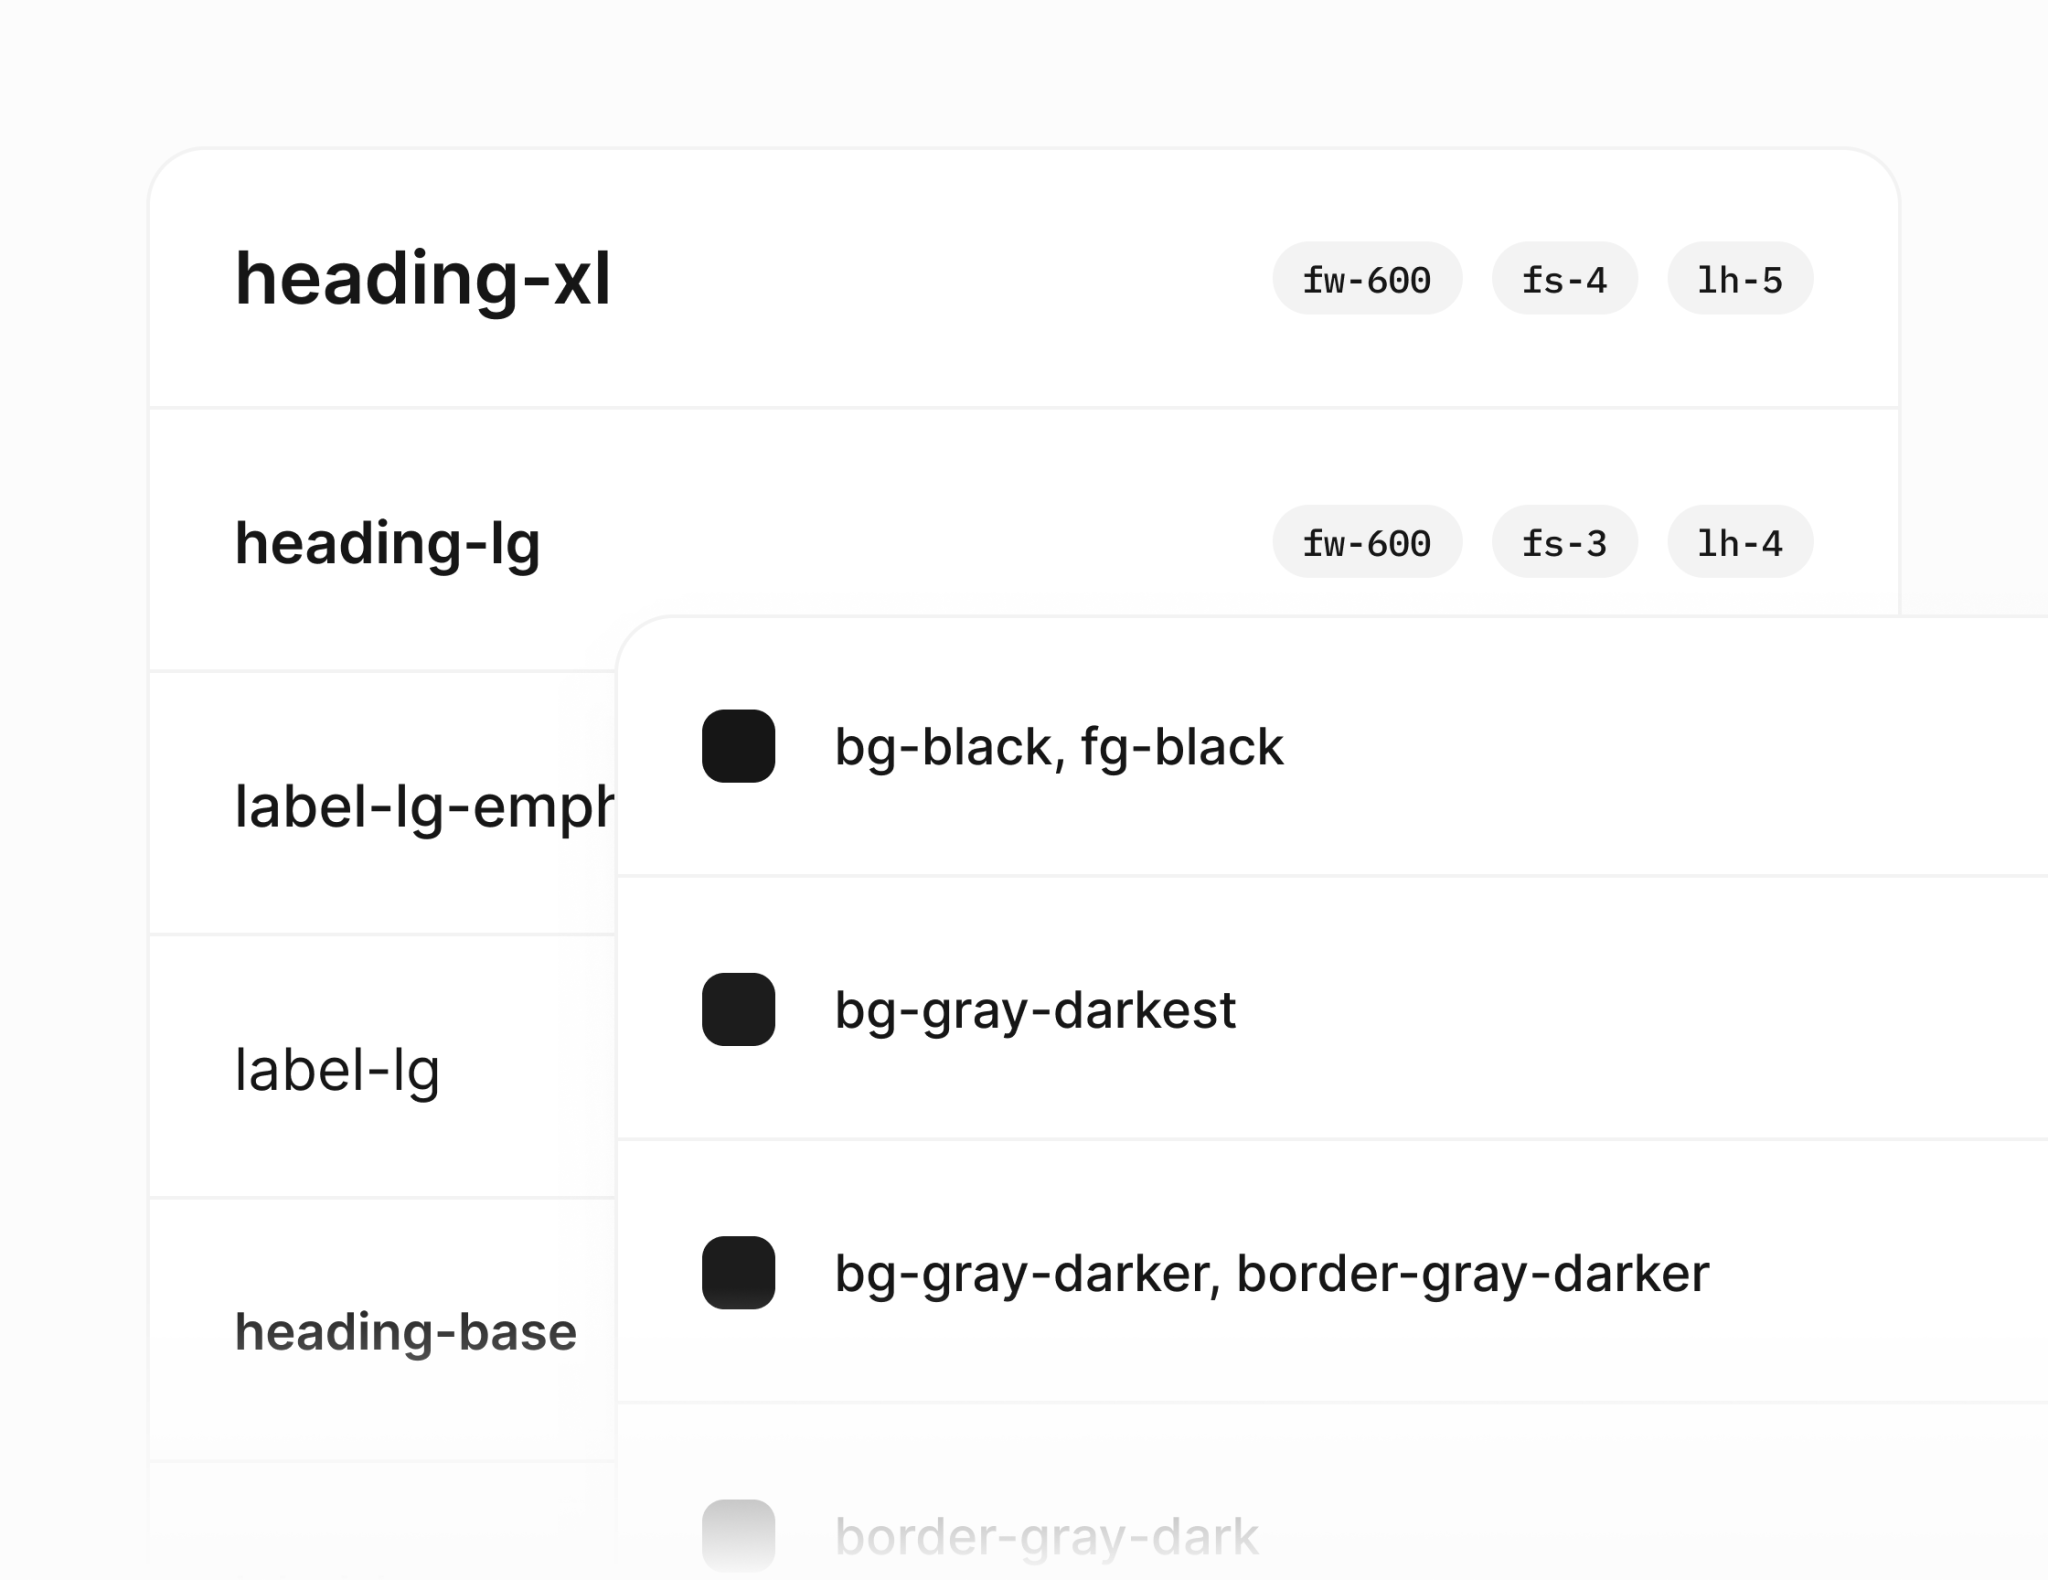 heading-xl fw-600 fs-4 lh-5
heading-lg fw-600 fs-3 lh-4
label-lg-emph
label-lg
heading-base
bg-black, fg-black
bg-gray-darkest
bg-gray-darker, border-gray-darker
border-gray-dark